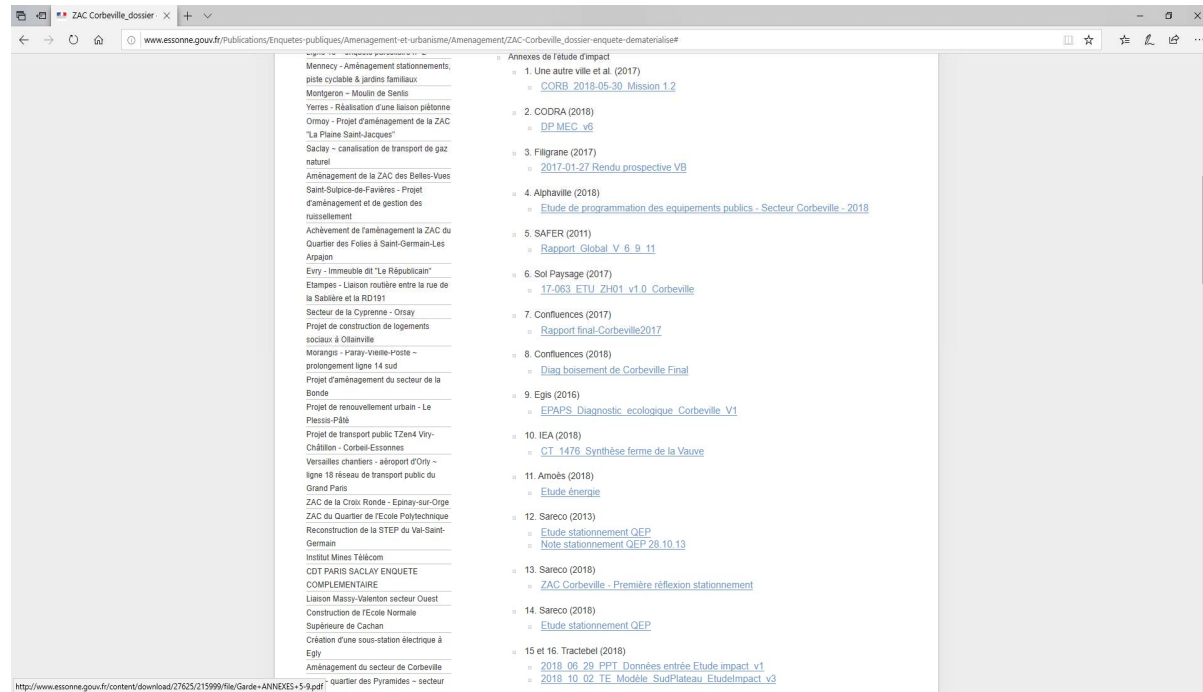 ZAC Corbeville_dossier
www.essonne.gouv.fr/Publications/Enquetes-publiques/Amenagement-et-urbanisme/Amenagement/ZAC-Corbeville_dossier-enquete-dematerialise#
Mennecy - Aménagement stationnements,
piste cyclable & jardins familiaux
Montgeron ~ Moulin de Senlis
Yerres - Réalisation d'une liaison piétonne
Ormoy - Projet d'aménagement de la ZAC
"La Plaine Saint-Jacques"
Saclay ~ canalisation de transport de gaz
naturel
Aménagement de la ZAC des Belles-Vues
Saint-Sulpice-de-Favières - Projet
d'aménagement et de gestion des
ruissellement
Achèvement de l'aménagement la ZAC du
Quartier des Folies à Saint-Germain-Les
Arpajon
Evry - Immeuble dit "Le Républicain"
Etampes - Liaison routière entre la rue de
la Sablière et la RD191
Secteur de la Cyprenne - Orsay
Projet de construction de logements
sociaux à Ollainville
Morangis - Paray-Vieille-Poste ~
prolongement ligne 14 sud
Projet d'aménagement du secteur de la
Bonde
Projet de renouvellement urbain - Le
Plessis-Pâté
Projet de transport public TZen4 Viry-
Châtillon - Corbeil-Essonnes
Versailles chantiers - aéroport d'Orly ~
ligne 18 réseau de transport public du
Grand Paris
ZAC de la Croix Ronde - Epinay-sur-Orge
ZAC du Quartier de l'Ecole Polytechnique
Reconstruction de la STEP du Val-Saint-
Germain
Institut Mines Télécom
CDT PARIS SACLAY ENQUETE
COMPLEMENTAIRE
Liaison Massy-Valenton secteur Ouest
Construction de l'Ecole Normale
Supérieure de Cachan
Création d'une sous-station électrique à
Egly
Aménagement du secteur de Corbeville
- quartier des Pyramides ~ secteur
Annexes de l'étude d'impact
1. Une autre ville et al. (2017)
CORB_2018-05-30_Mission 1.2
2. CODRA (2018)
DP MEC_v6
3. Filigrane (2017)
2017-01-27 Rendu prospective VB
4. Alphaville (2018)
Etude de programmation des equipements publics - Secteur Corbeville - 2018
5. SAFER (2011)
Rapport_Global_V_6_9_11
6. Sol Paysage (2017)
17-063_ETU_ZH01_v1.0_Corbeville
7. Confluences (2017)
Rapport final-Corbeville2017
8. Confluences (2018)
Diag boisement de Corbeville Final
9. Egis (2016)
EPAPS_Diagnostic_ecologique_Corbeville_V1
10. IEA (2018)
CT_1476_Synthèse ferme de la Vauve
11. Amoès (2018)
Etude énergie
12. Sareco (2013)
Etude stationnement QEP
Note stationnement QEP 28.10.13
13. Sareco (2018)
ZAC Corbeville - Première réflexion stationnement
14. Sareco (2018)
Etude stationnement QEP
15 et 16. Tractebel (2018)
2018_06_29_PPT_Données entrée Etude impact_v1
2018_10_02_TE_Modèle_SudPlateau_EtudeImpact_v3
http://www.essonne.gouv.fr/content/download/27625/215999/file/Garde+ANNEXES+5-9.pdf